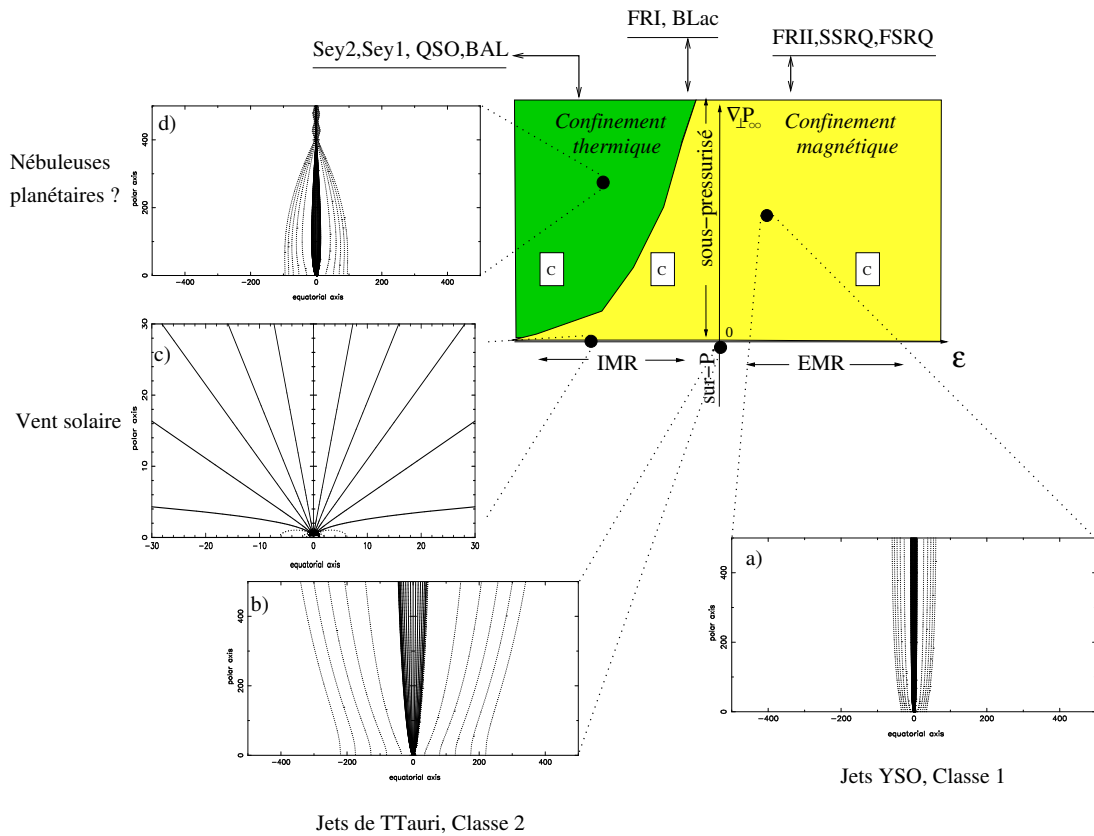 FRI, BLac
Sey2,Sey1, QSO,BAL
FRII,SSRQ,FSRQ
d)
400
200
0
polar axis
−400
−200
0
200
400
equatorial axis
Nébuleuses
planétaires ?
Confinement
thermique
∇⊥P∞
Confinement
magnétique
sous−pressurisé
C
C
C
0
ε
IMR
sur−P
EMR
c)
30
20
10
0
polar axis
−30
−20
−10
0
10
20
30
equatorial axis
Vent solaire
b)
400
200
0
polar axis
−400
−200
0
200
400
equatorial axis
Jets de TTauri, Classe 2
a)
400
200
0
polar axis
−400
−200
0
200
400
equatorial axis
Jets YSO, Classe 1